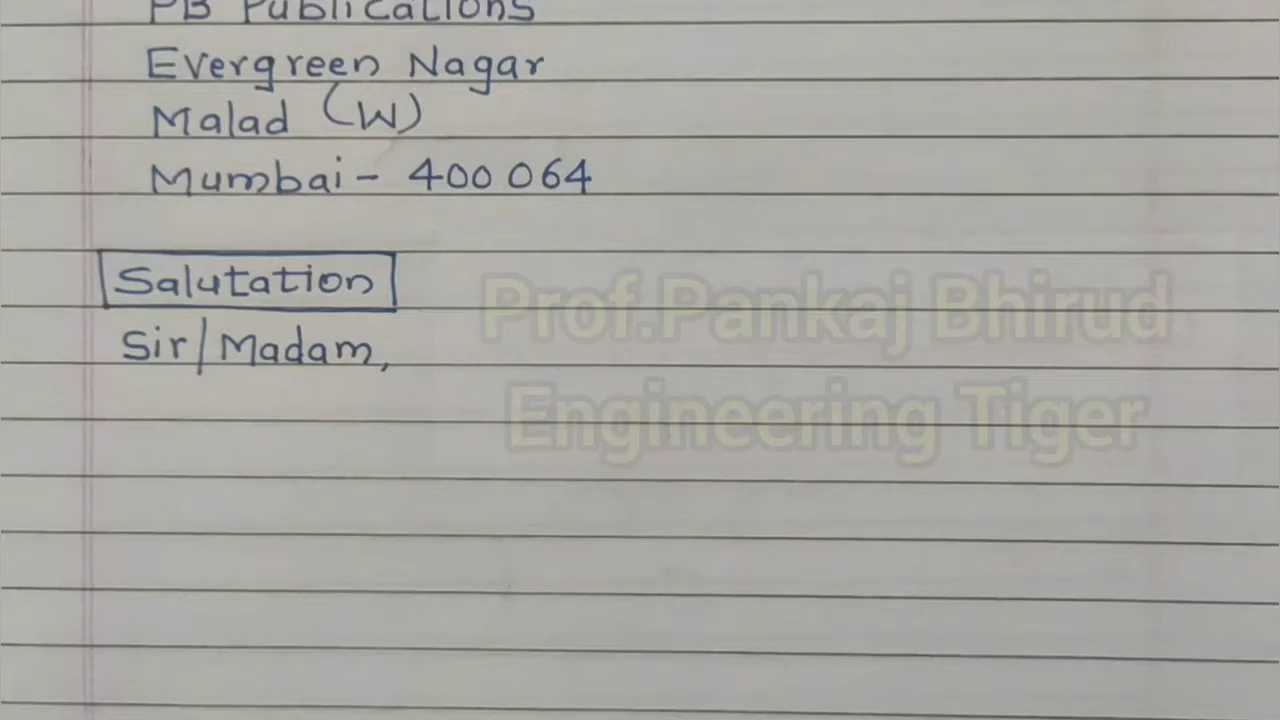 PB Publications
Evergreen Nagar
Malad (W)
Mumbai - 400 064
Salutation
Sir/Madam,
Prof.Pankaj Bhirud
Engineering Tiger